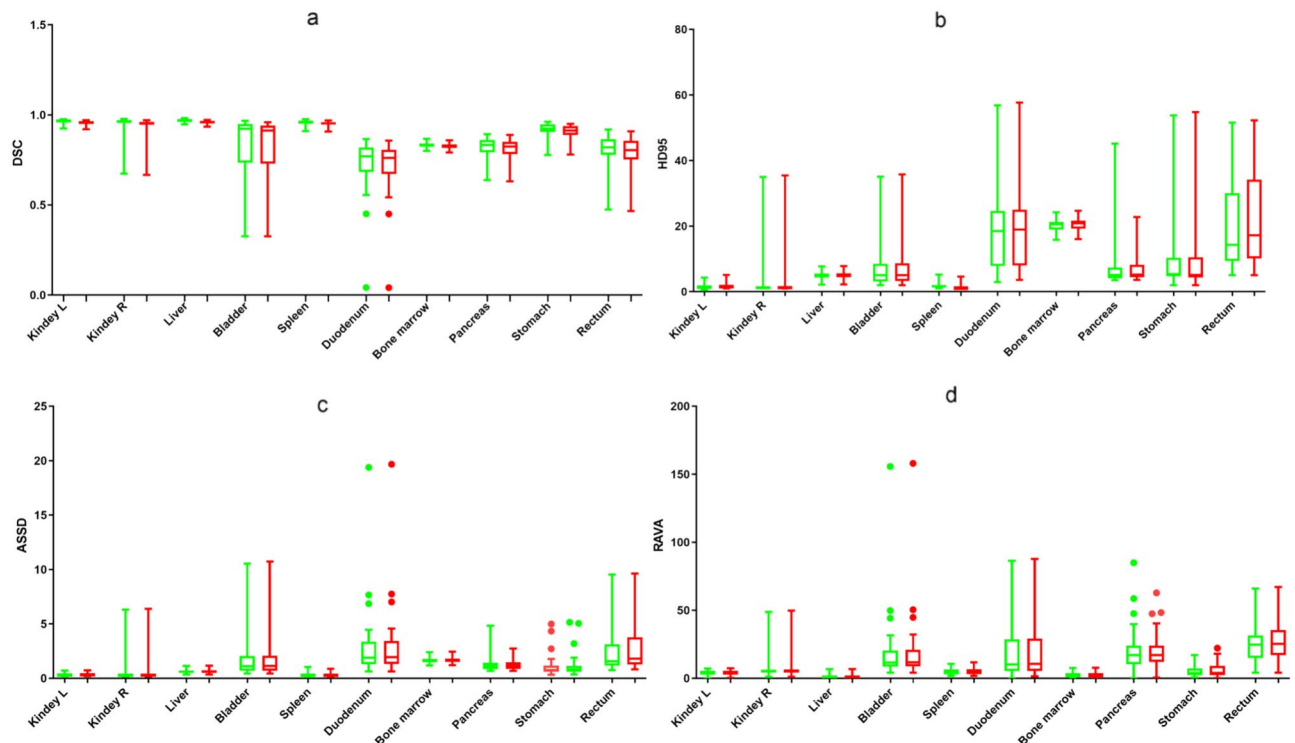 a
DSC
1.5
1.0
0.5
0.0
Kindey L
Kindey R
Liver
Bladder
Spleen
Duodenum
Bone marrow
Pancreas
Stomach
Rectum
b
HD95
80
60
40
20
0
Kindey L
Kindey R
Liver
Bladder
Spleen
Duodenum
Bone marrow
Pancreas
Stomach
Rectum
c
ASSD
25
20
15
10
5
0
Kindey L
Kindey R
Liver
Bladder
Spleen
Duodenum
Bone marrow
Pancreas
Stomach
Rectum
d
RAVA
200
150
100
50
0
Kindey L
Kindey R
Liver
Bladder
Spleen
Duodenum
Bone marrow
Pancreas
Stomach
Rectum